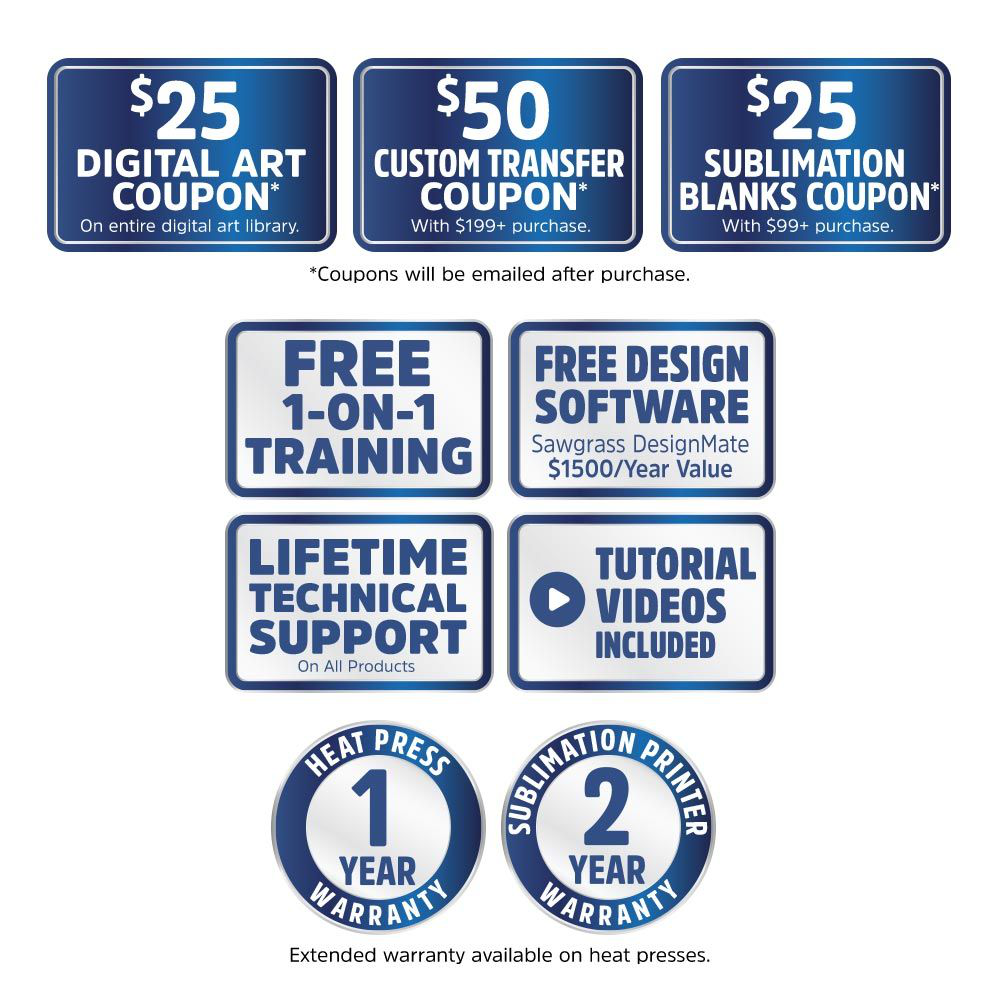 $25
DIGITAL ART
COUPON*
On entire digital art library.
$50
CUSTOM TRANSFER
COUPON*
With $199+ purchase.
$25
SUBLIMATION
BLANKS COUPON*
With $99+ purchase.
*Coupons will be emailed after purchase.
FREE
1-ON-1
TRAINING
FREE DESIGN
SOFTWARE
Sawgrass DesignMate
$1500/Year Value
LIFETIME
TECHNICAL
SUPPORT
On All Products
TUTORIAL
VIDEOS
INCLUDED
HEAT PRESS
1
YEAR
WARRANTY
SUBLIMATION PRINTER
2
YEAR
WARRANTY
Extended warranty available on heat presses.